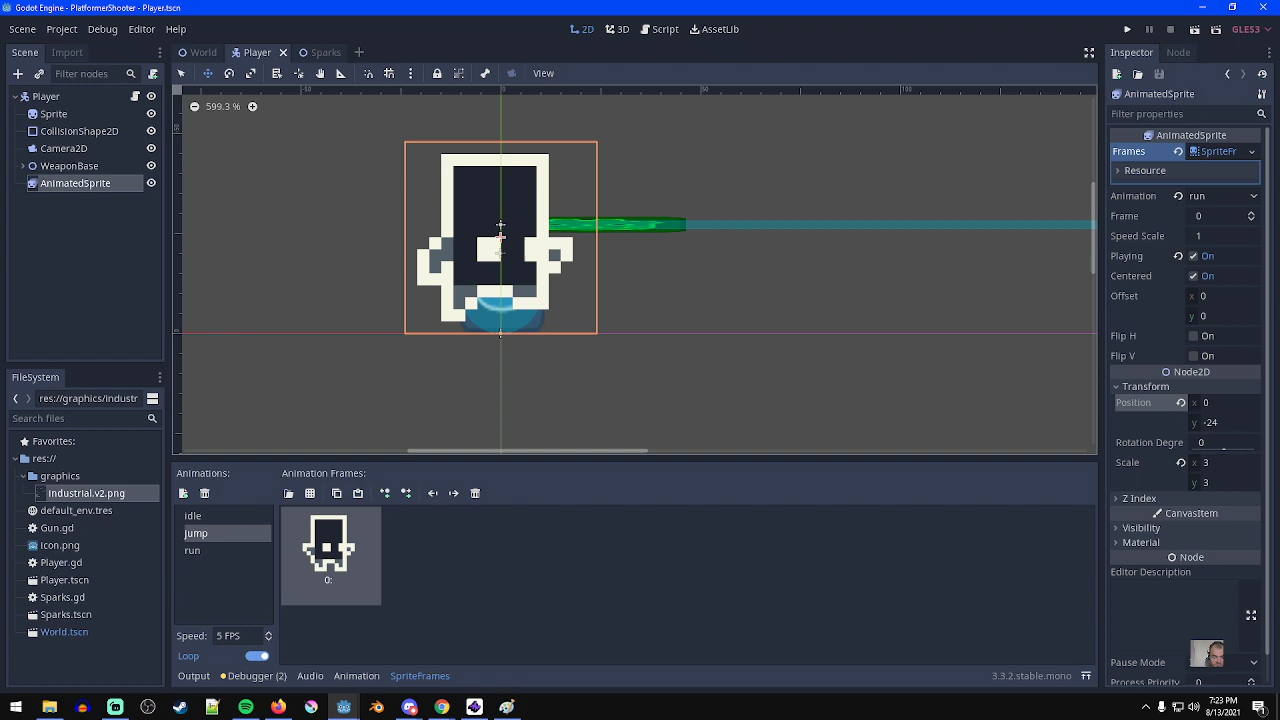 Godot Engine - PlatformerShooter - Player.tscn
Scene Project Debug Editor Help
2D 3D Script AssetLib
GLES3
Scene Import
World Player Sparks
Inspector Node
Filter nodes
View
Player
Sprite
CollisionShape2D
Camera2D
WeaponBase
AnimatedSprite
-50 0 50 100
599.3 %
50
0
AnimatedSprite
Filter properties
AnimatedSprite
Frames SpriteFr
Resource
Animation run
Frame 0
Speed Scale 1
Playing On
Centered On
Offset x 0
y 0
Flip H On
Flip V On
Node2D
Transform
Position x 0
y -24
Rotation Degre 0
Scale x 3
y 3
Z Index
CanvasItem
Visibility
Material
Node
Editor Description
Pause Mode
Process Priority 0
FileSystem
res://graphics/industr
Search files
Favorites:
res://
graphics
industrial.v2.png
default_env.tres
Gun.gd
Icon.png
Player.gd
Player.tscn
Sparks.gd
Sparks.tscn
World.tscn
Animations: Animation Frames:
idle
jump
run
0:
Speed: 5 FPS
Loop
Output Debugger (2) Audio Animation SpriteFrames
3.3.2.stable.mono
7:23 PM
8/13/2021